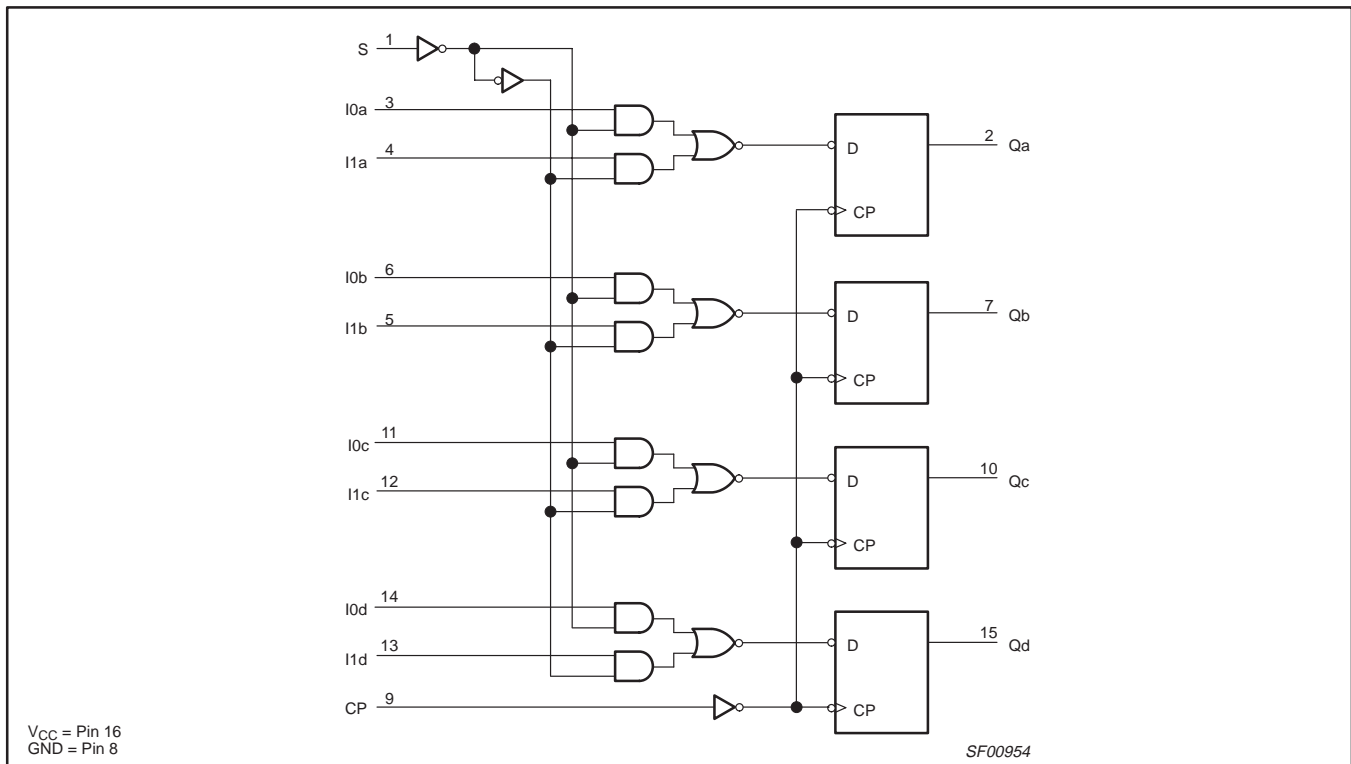 S 1
I0a 3
I1a 4
D
2 Qa
CP
I0b 6
I1b 5
D
7 Qb
CP
I0c 11
I1c 12
D
10 Qc
CP
I0d 14
I1d 13
D
15 Qd
CP 9
CP
VCC = Pin 16
GND = Pin 8
SF00954